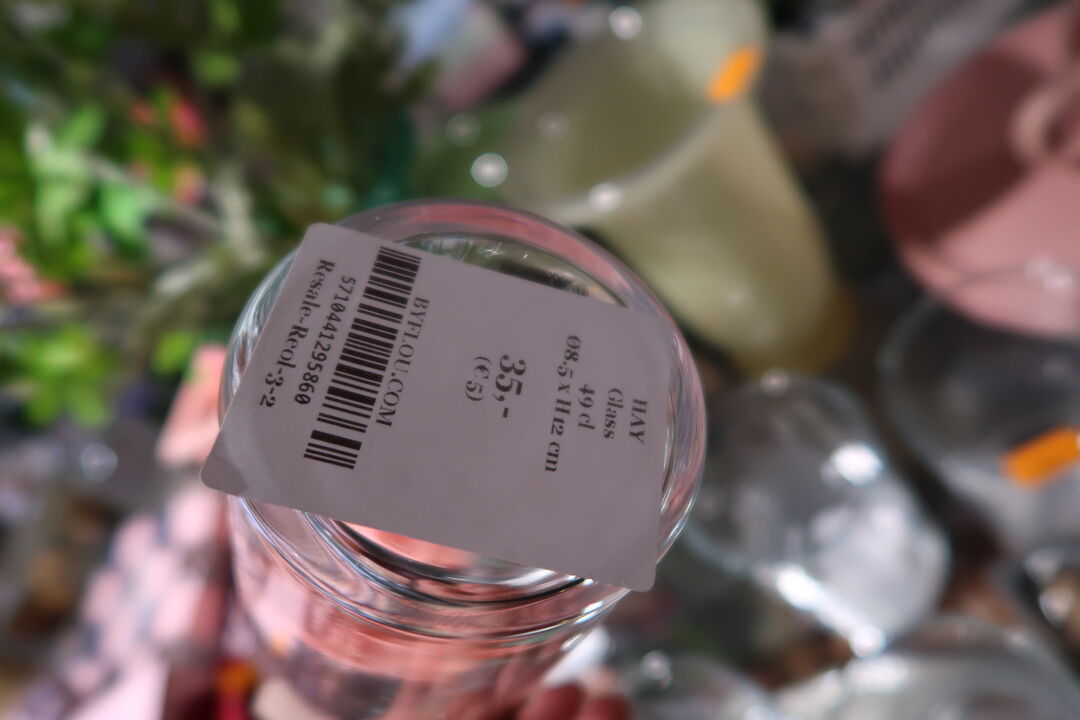 HAY
Glass
49 cl
Ø8.5 x H12 cm
35,-
(€ 5)
BYFLOU.COM
5710441295860
Resale-Reol-3-2